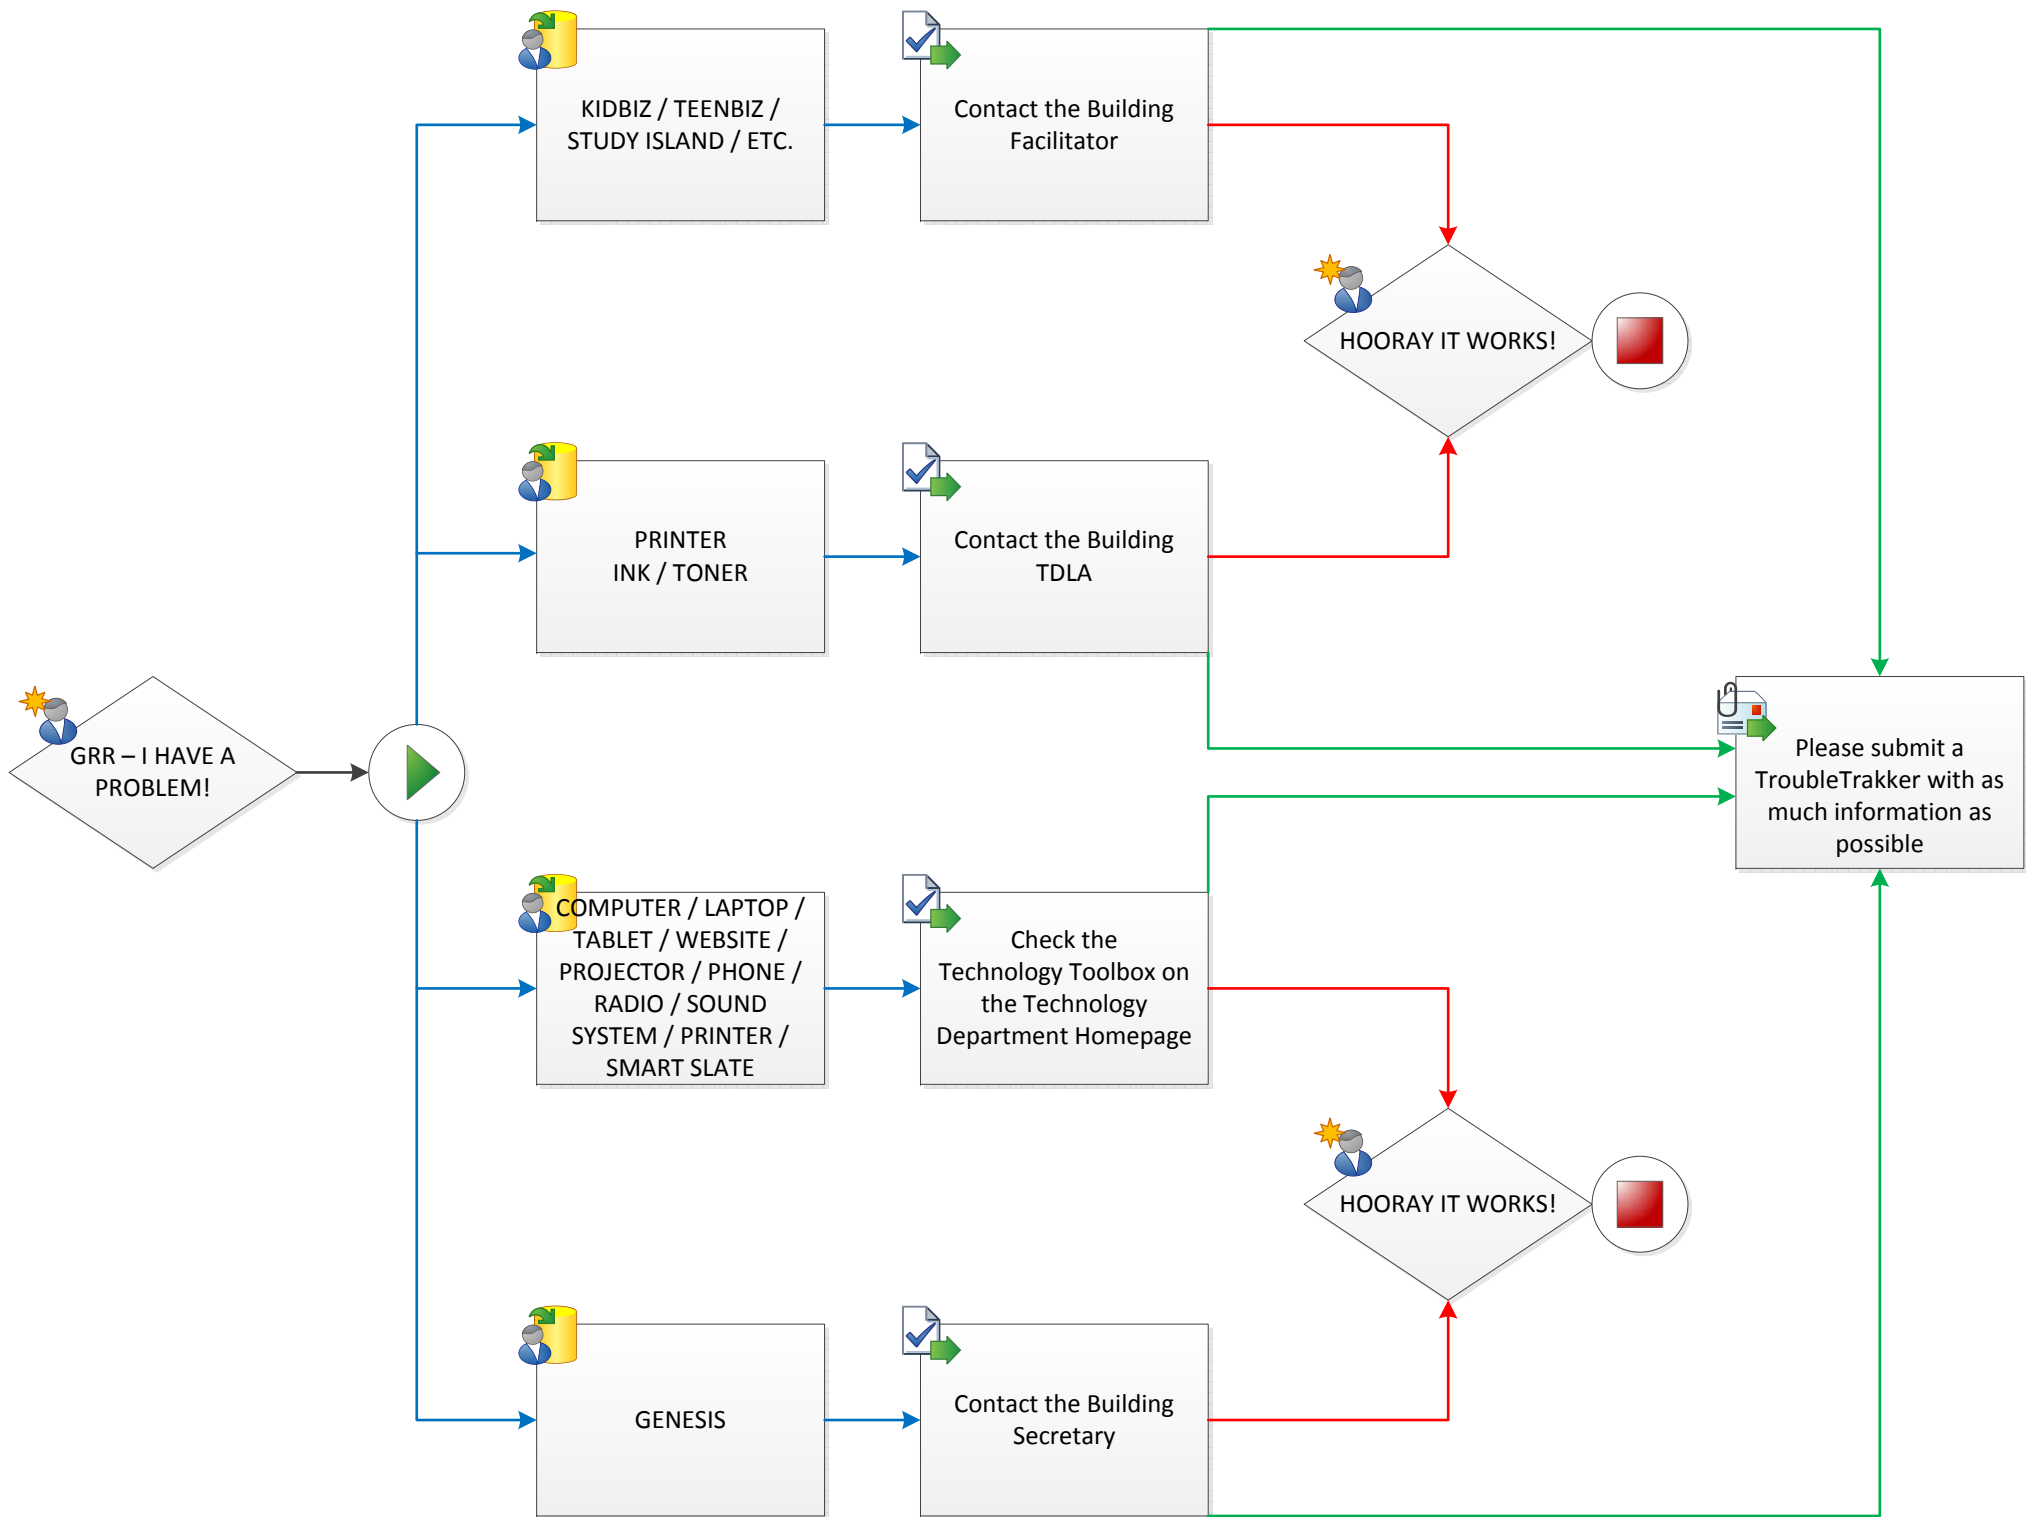 KIDBIZ / TEENBIZ /
STUDY ISLAND / ETC.
Contact the Building
Facilitator
HOORAY IT WORKS!
PRINTER
INK / TONER
Contact the Building
TDLA
GRR – I HAVE A
PROBLEM!
Please submit a
TroubleTrakker with as
much information as
possible
COMPUTER / LAPTOP /
TABLET / WEBSITE /
PROJECTOR / PHONE /
RADIO / SOUND
SYSTEM / PRINTER /
SMART SLATE
Check the
Technology Toolbox on
the Technology
Department Homepage
HOORAY IT WORKS!
GENESIS
Contact the Building
Secretary